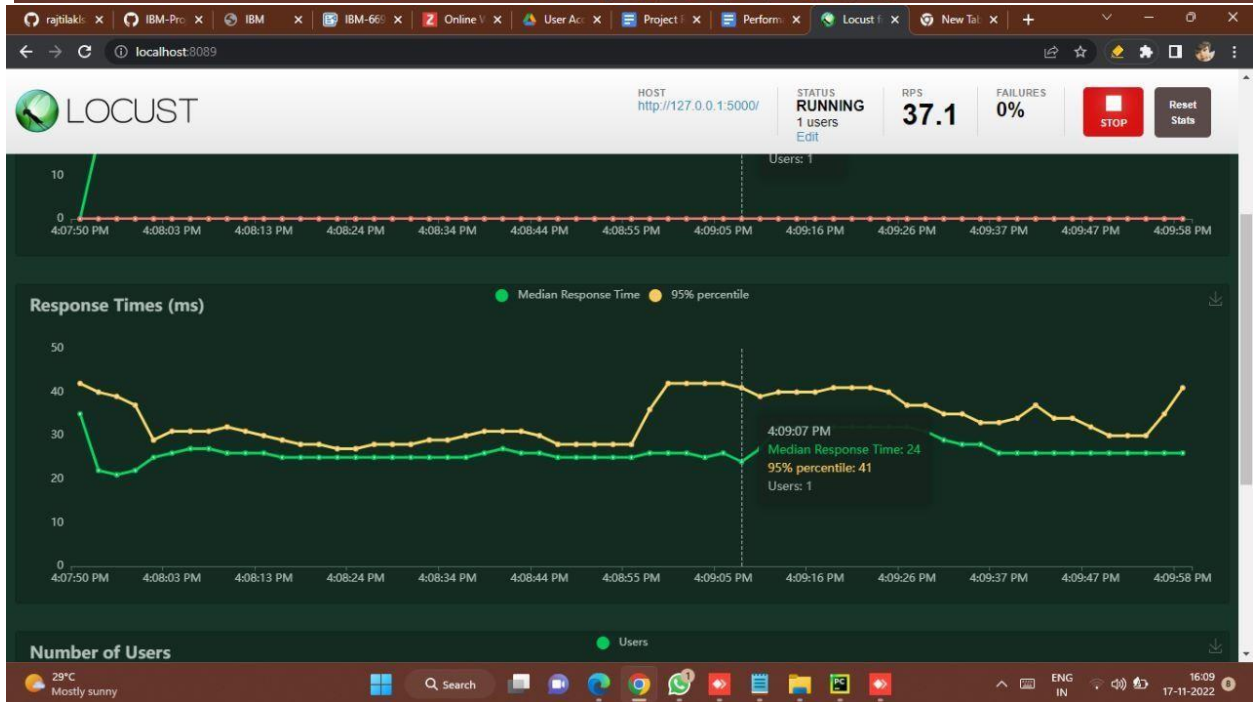 rajtilakls
IBM-Pro
IBM
IBM-669
Online V
User Acc
Project F
Perform
Locust f
New Tab
localhost:8089
LOCUST
HOST
http://127.0.0.1:5000/
STATUS
RUNNING
1 users
Edit
RPS
37.1
FAILURES
0%
STOP
Reset
Stats
Users: 1
10
0
4:07:50 PM 4:08:03 PM 4:08:13 PM 4:08:24 PM 4:08:34 PM 4:08:44 PM 4:08:55 PM 4:09:05 PM 4:09:16 PM 4:09:26 PM 4:09:37 PM 4:09:47 PM 4:09:58 PM
Response Times (ms)
Median Response Time 95% percentile
50
40
30
20
10
0
4:09:07 PM
Median Response Time: 24
95% percentile: 41
Users: 1
4:07:50 PM 4:08:03 PM 4:08:13 PM 4:08:24 PM 4:08:34 PM 4:08:44 PM 4:08:55 PM 4:09:05 PM 4:09:16 PM 4:09:26 PM 4:09:37 PM 4:09:47 PM 4:09:58 PM
Number of Users
Users
29°C
Mostly sunny
Search
1
PC
ENG
IN
16:09
17-11-2022
8